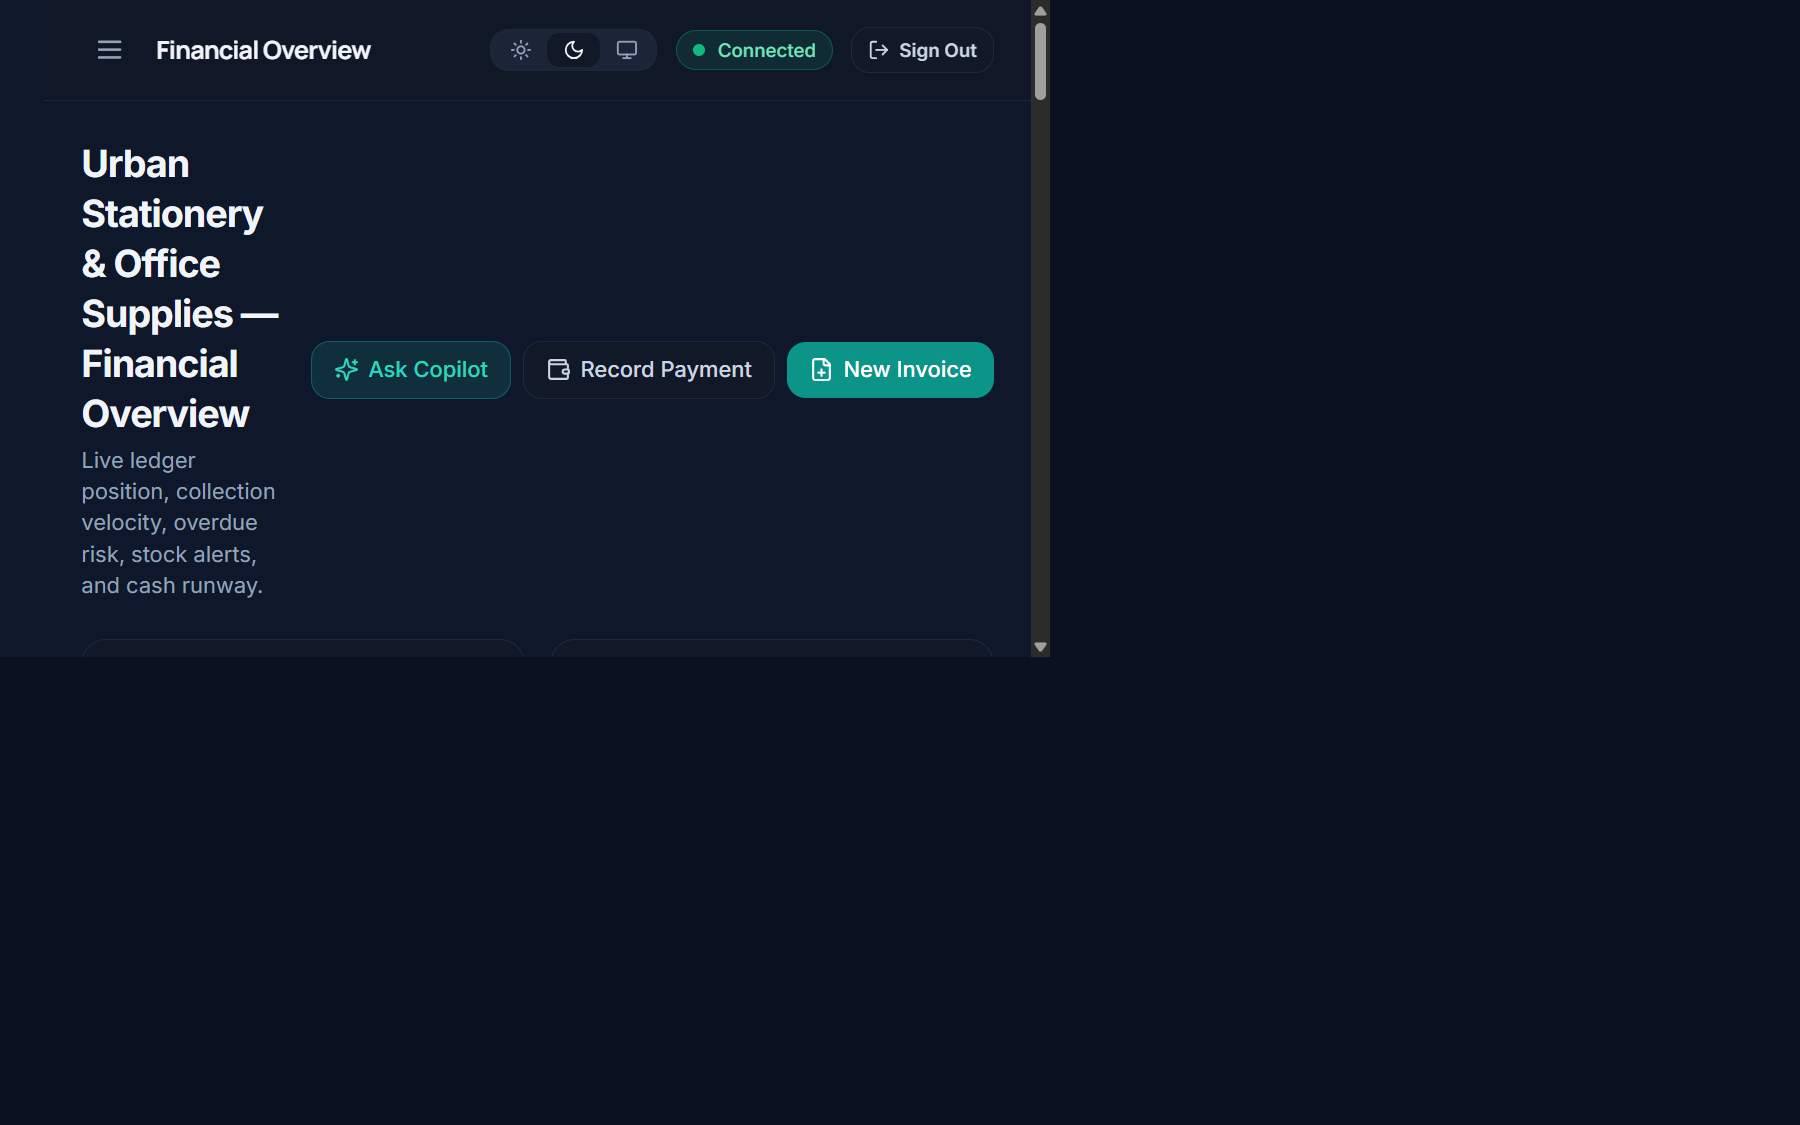 Financial Overview
Connected
Sign Out
Urban
Stationery
& Office
Supplies —
Financial
Overview
Live ledger
position, collection
velocity, overdue
risk, stock alerts,
and cash runway.
Ask Copilot
Record Payment
New Invoice